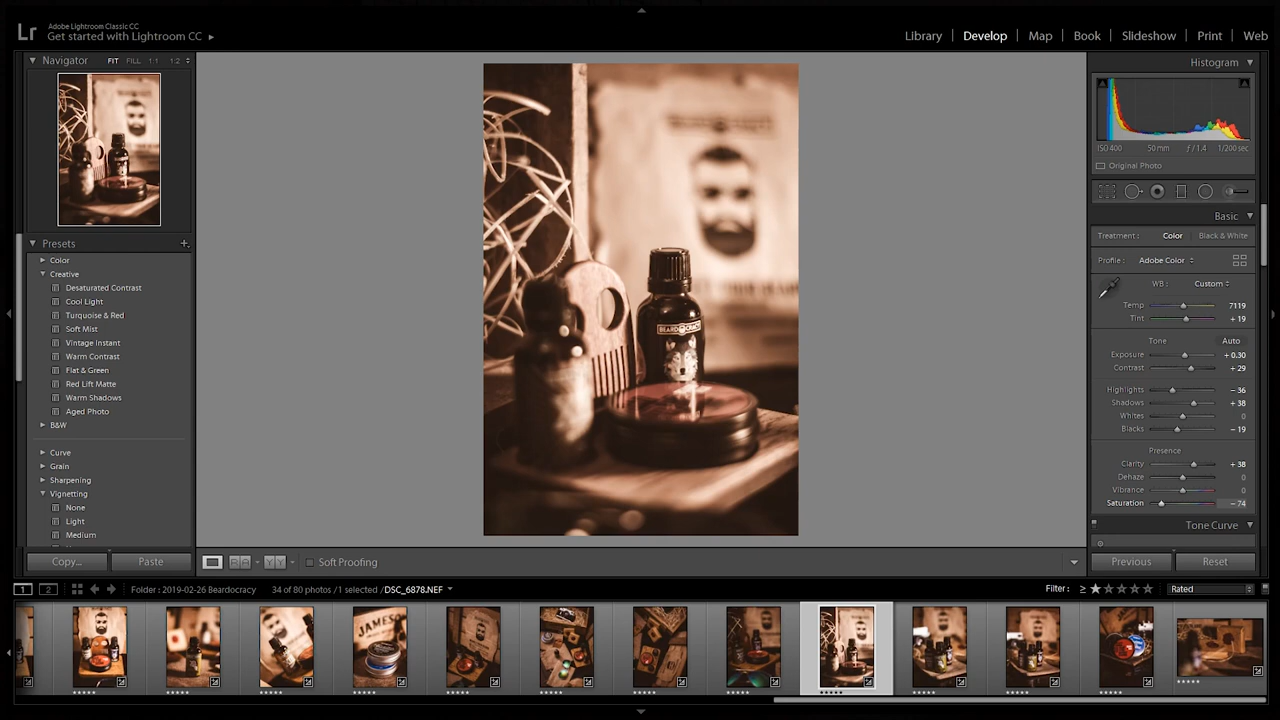 Lr
Adobe Lightroom Classic CC
Get started with Lightroom CC ▸
Library | Develop | Map | Book | Slideshow | Print | Web
Navigator FIT FILL 1:1 1:2
Presets +
Color
Creative
Desaturated Contrast
Cool Light
Turquoise & Red
Soft Mist
Vintage Instant
Warm Contrast
Flat & Green
Red Lift Matte
Warm Shadows
Aged Photo
B&W
Curve
Grain
Sharpening
Vignetting
None
Light
Medium
Copy... Paste
BEARD CRACY
Soft Proofing
Histogram
ISO 400 50 mm ƒ / 1.4 1/200 sec
Original Photo
Basic
Treatment : Color Black & White
Profile : Adobe Color
WB : Custom
Temp 7119
Tint + 19
Tone Auto
Exposure + 0.30
Contrast + 29
Highlights − 36
Shadows + 38
Whites 0
Blacks − 19
Presence
Clarity + 38
Dehaze 0
Vibrance 0
Saturation − 74
Tone Curve
Previous Reset
1 2 Folder : 2019-02-26 Beardocracy 34 of 80 photos / 1 selected / DSC_6878.NEF Filter : ≥ ★ Rated
JAMES